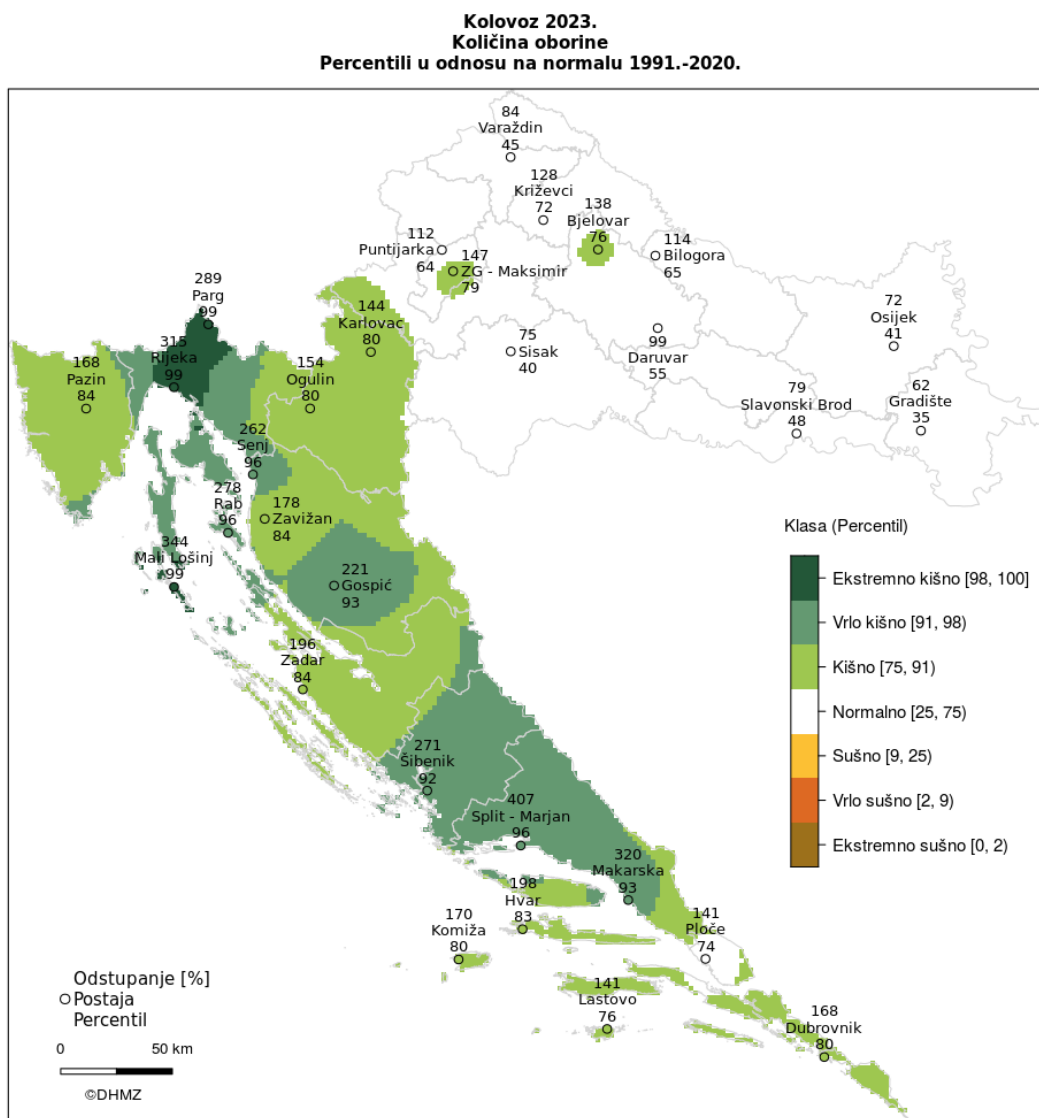 Kolovoz 2023.
Količina oborine
Percentili u odnosu na normalu 1991.-2020.
84
Varaždin
45
128
Križevci
72
138
Bjelovar
76
112
Puntijarka
64
147
ZG - Maksimir
79
114
Bilogora
65
289
Parg
99
315
Rijeka
99
144
Karlovac
80
75
Sisak
40
99
Daruvar
55
72
Osijek
41
168
Pazin
84
154
Ogulin
80
79
Slavonski Brod
48
62
Gradište
35
262
Senj
96
278
Rab
96
178
Zavižan
84
344
Mali Lošinj
99
221
Gospić
93
196
Zadar
84
271
Šibenik
92
407
Split - Marjan
96
320
Makarska
93
198
Hvar
83
170
Komiža
80
141
Ploče
74
141
Lastovo
76
168
Dubrovnik
80
Klasa (Percentil)
Ekstremno kišno [98, 100]
Vrlo kišno [91, 98)
Kišno [75, 91)
Normalno [25, 75)
Sušno [9, 25)
Vrlo sušno [2, 9)
Ekstremno sušno [0, 2)
Odstupanje [%]
Postaja
Percentil
0 50 km
©DHMZ